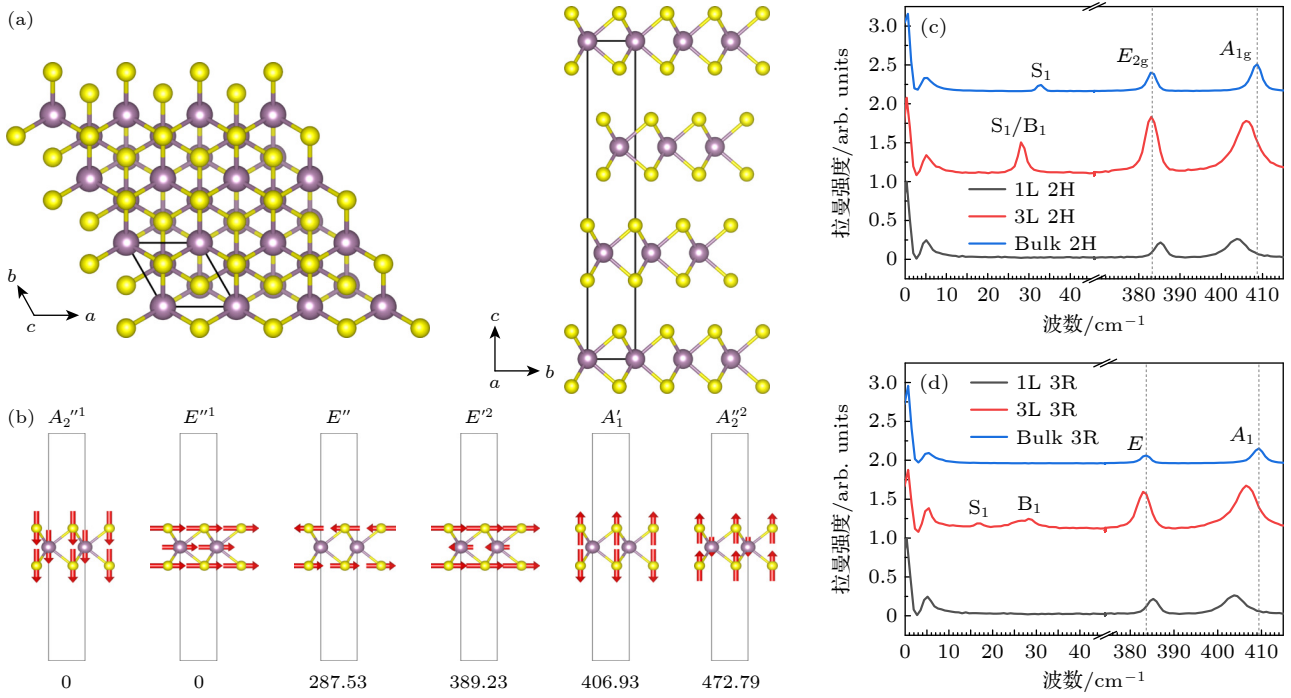 (a)
b
c
a
c
a
b
(b)
A₂″¹
E″¹
E″
E′²
A₁′
A₂″²
0
0
287.53
389.23
406.93
472.79
(c)
拉曼强度/arb. units
3.0
2.5
2.0
1.5
1.0
0.5
0
S₁
E₂g
A₁g
S₁/B₁
1L 2H
3L 2H
Bulk 2H
0 10 20 30 40 380 390 400 410
波数/cm⁻¹
(d)
拉曼强度/arb. units
3.0
2.5
2.0
1.5
1.0
0.5
0
1L 3R
3L 3R
Bulk 3R
E
A₁
S₁
B₁
0 10 20 30 40 380 390 400 410
波数/cm⁻¹